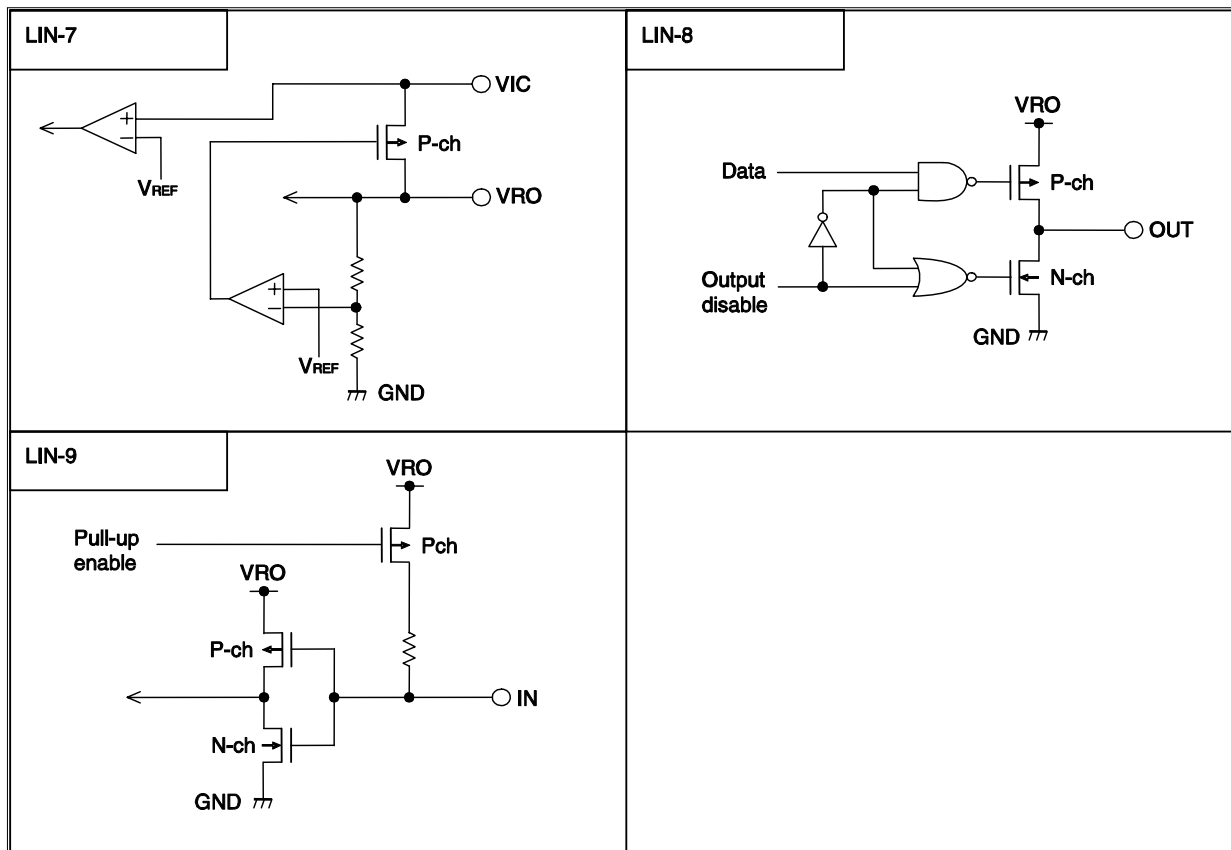 LIN-7
VIC
+
−
P-ch
VREF
VRO
+
−
VREF
GND
LIN-8
VRO
Data
P-ch
OUT
Output
disable
N-ch
GND
LIN-9
VRO
Pull-up
enable
Pch
VRO
P-ch
IN
N-ch
GND